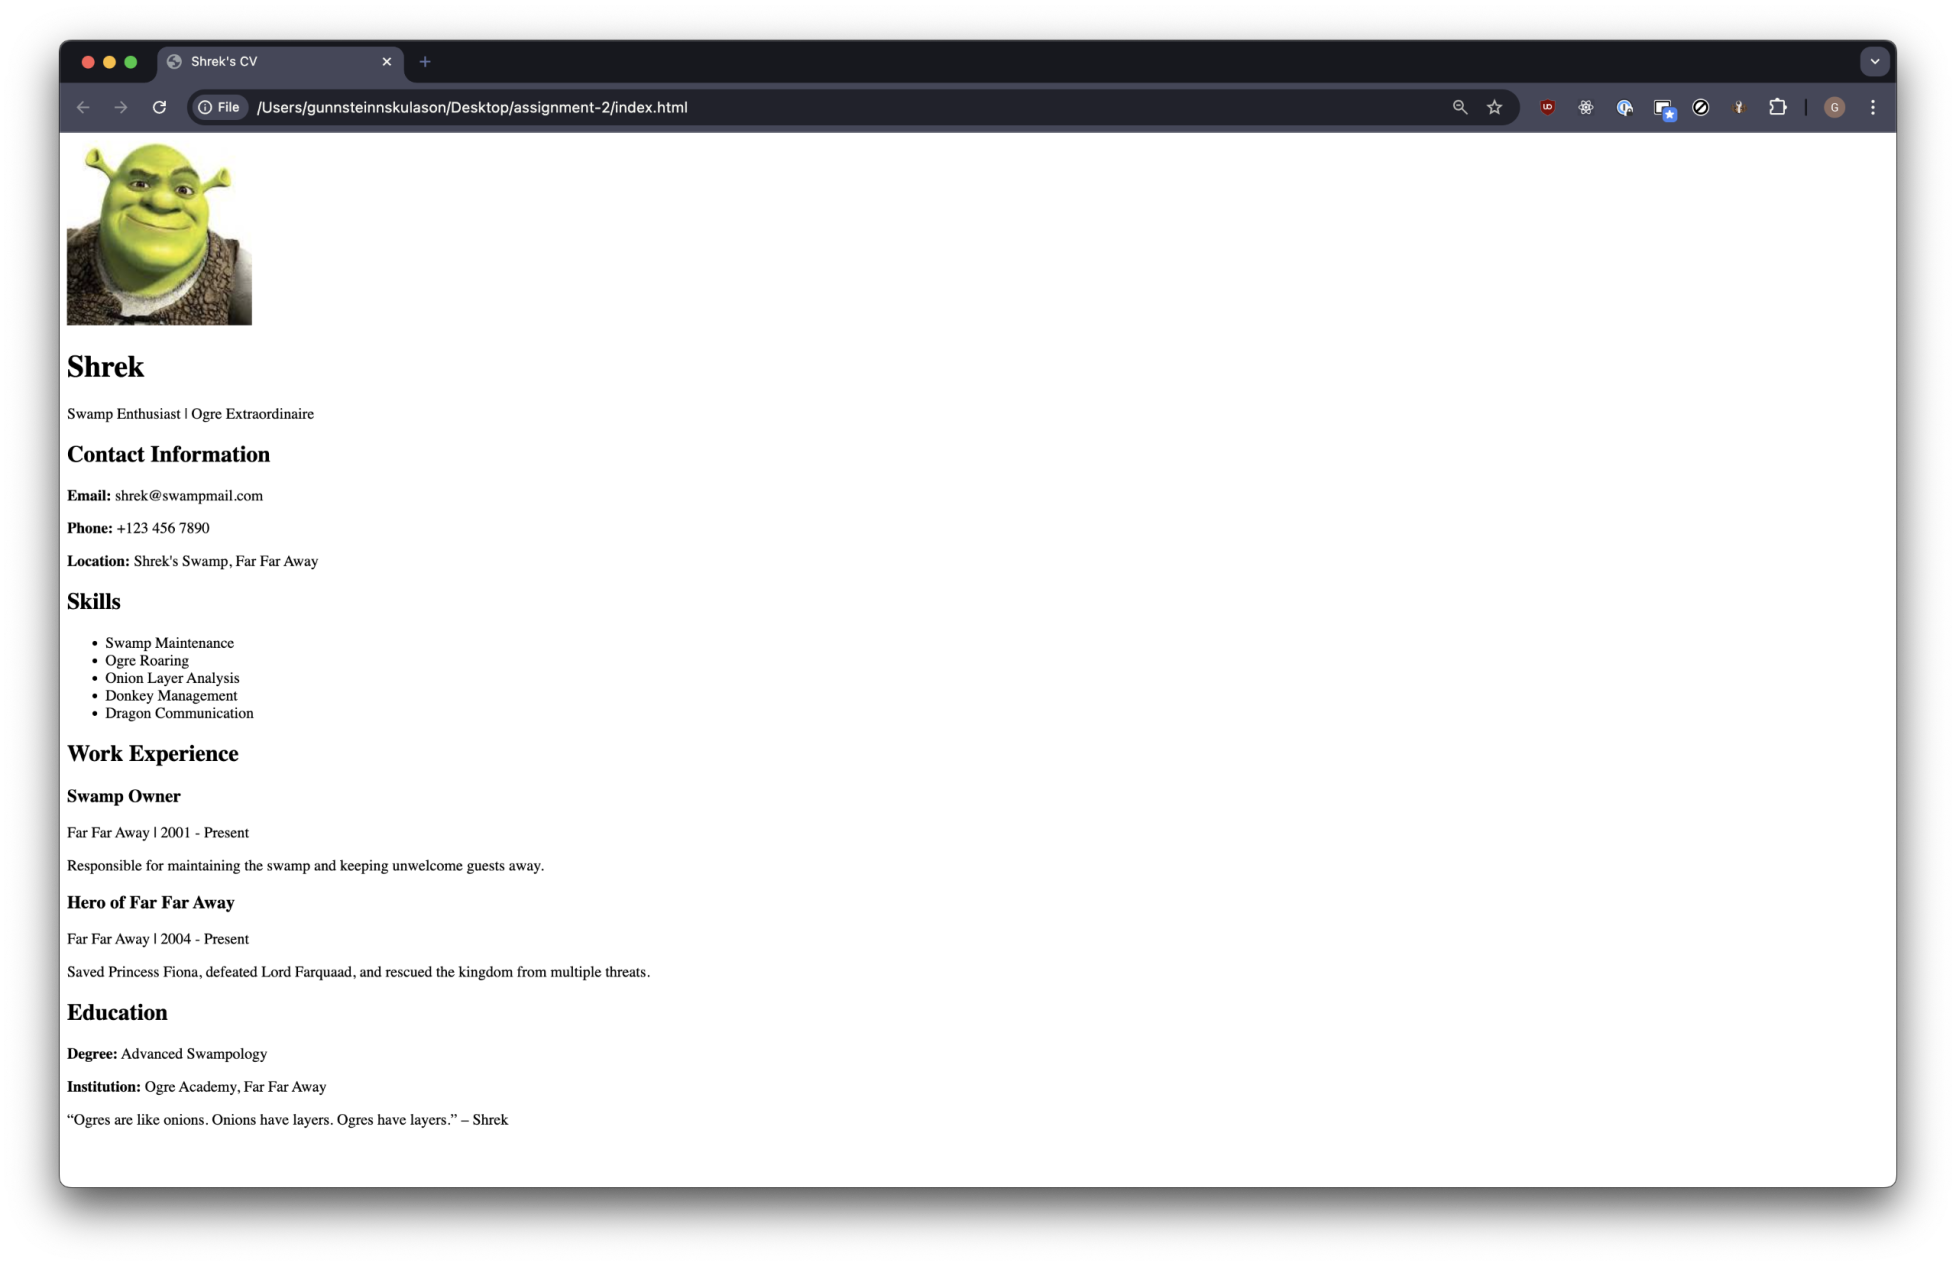 Shrek's CV
File
/Users/gunnsteinnskulason/Desktop/assignment-2/index.html
G
Shrek
Swamp Enthusiast | Ogre Extraordinaire
Contact Information
Email: shrek@swampmail.com
Phone: +123 456 7890
Location: Shrek's Swamp, Far Far Away
Skills
• Swamp Maintenance
• Ogre Roaring
• Onion Layer Analysis
• Donkey Management
• Dragon Communication
Work Experience
Swamp Owner
Far Far Away | 2001 - Present
Responsible for maintaining the swamp and keeping unwelcome guests away.
Hero of Far Far Away
Far Far Away | 2004 - Present
Saved Princess Fiona, defeated Lord Farquaad, and rescued the kingdom from multiple threats.
Education
Degree: Advanced Swampology
Institution: Ogre Academy, Far Far Away
“Ogres are like onions. Onions have layers. Ogres have layers.” – Shrek